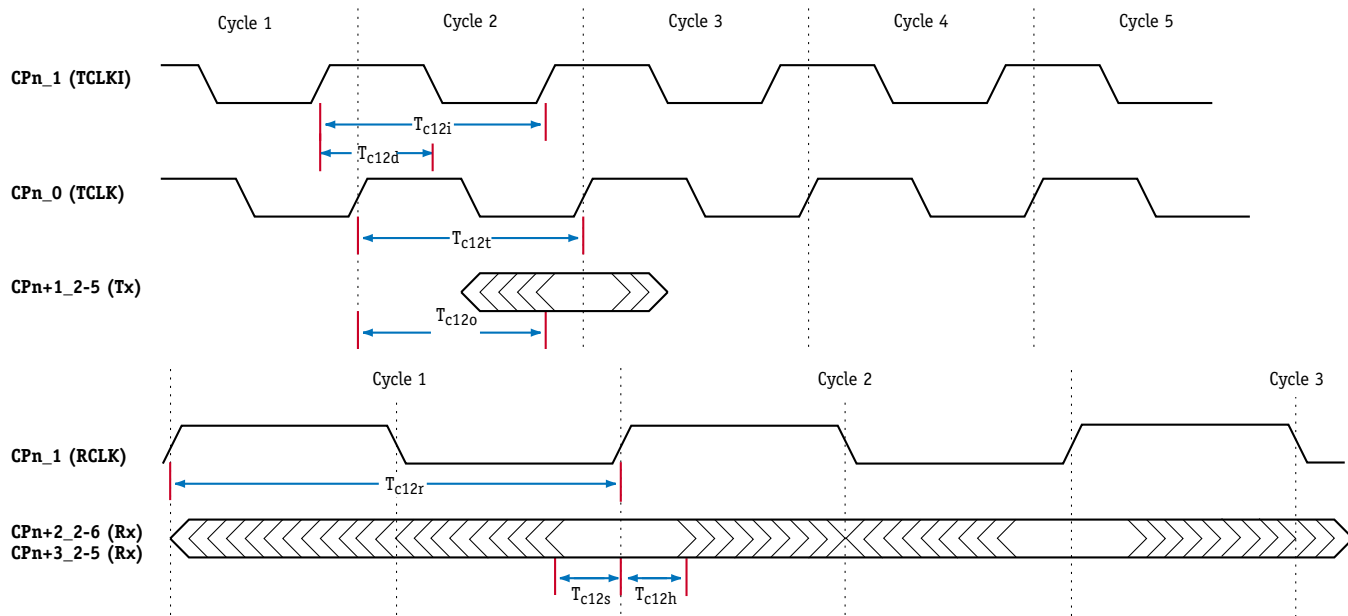 Cycle 1 Cycle 2 Cycle 3 Cycle 4 Cycle 5
CPn_1 (TCLKI)
Tc12i
Tc12d
CPn_0 (TCLK)
Tc12t
CPn+1_2-5 (Tx)
Tc12o
Cycle 1 Cycle 2 Cycle 3
CPn_1 (RCLK)
Tc12r
CPn+2_2-6 (Rx)
CPn+3_2-5 (Rx)
Tc12s Tc12h